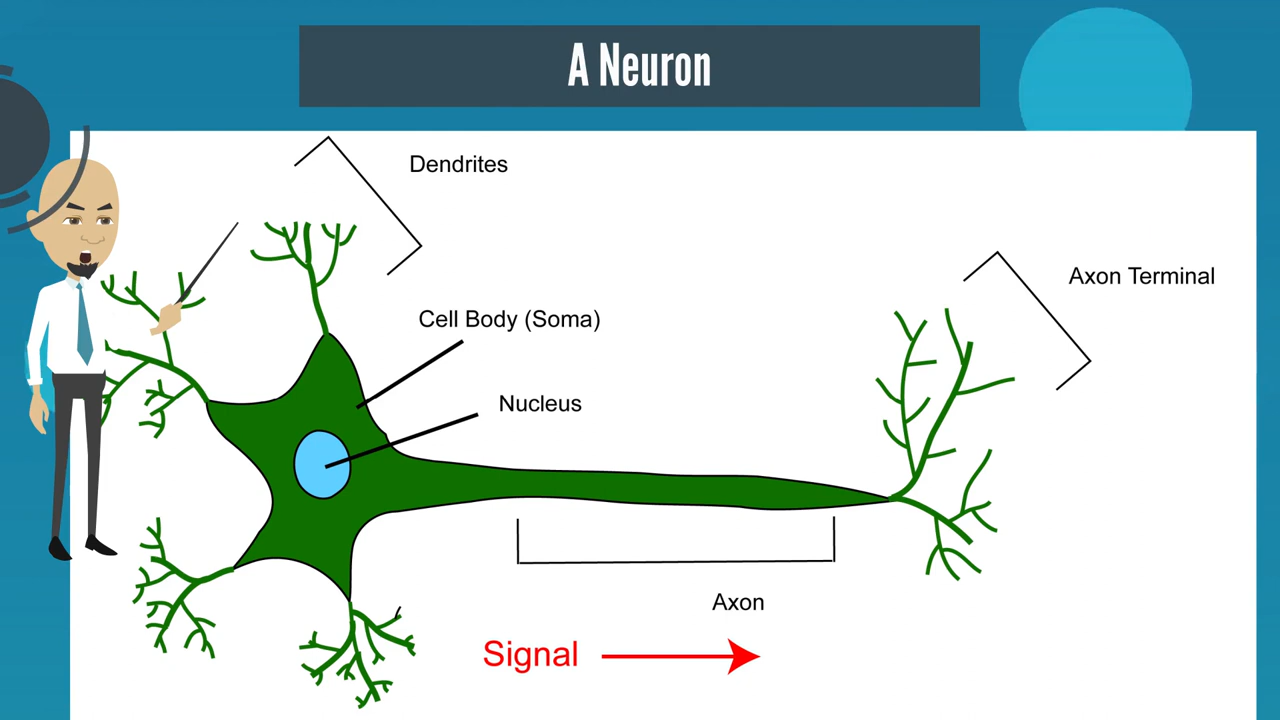 A Neuron
Dendrites
Axon Terminal
Cell Body (Soma)
Nucleus
Axon
Signal